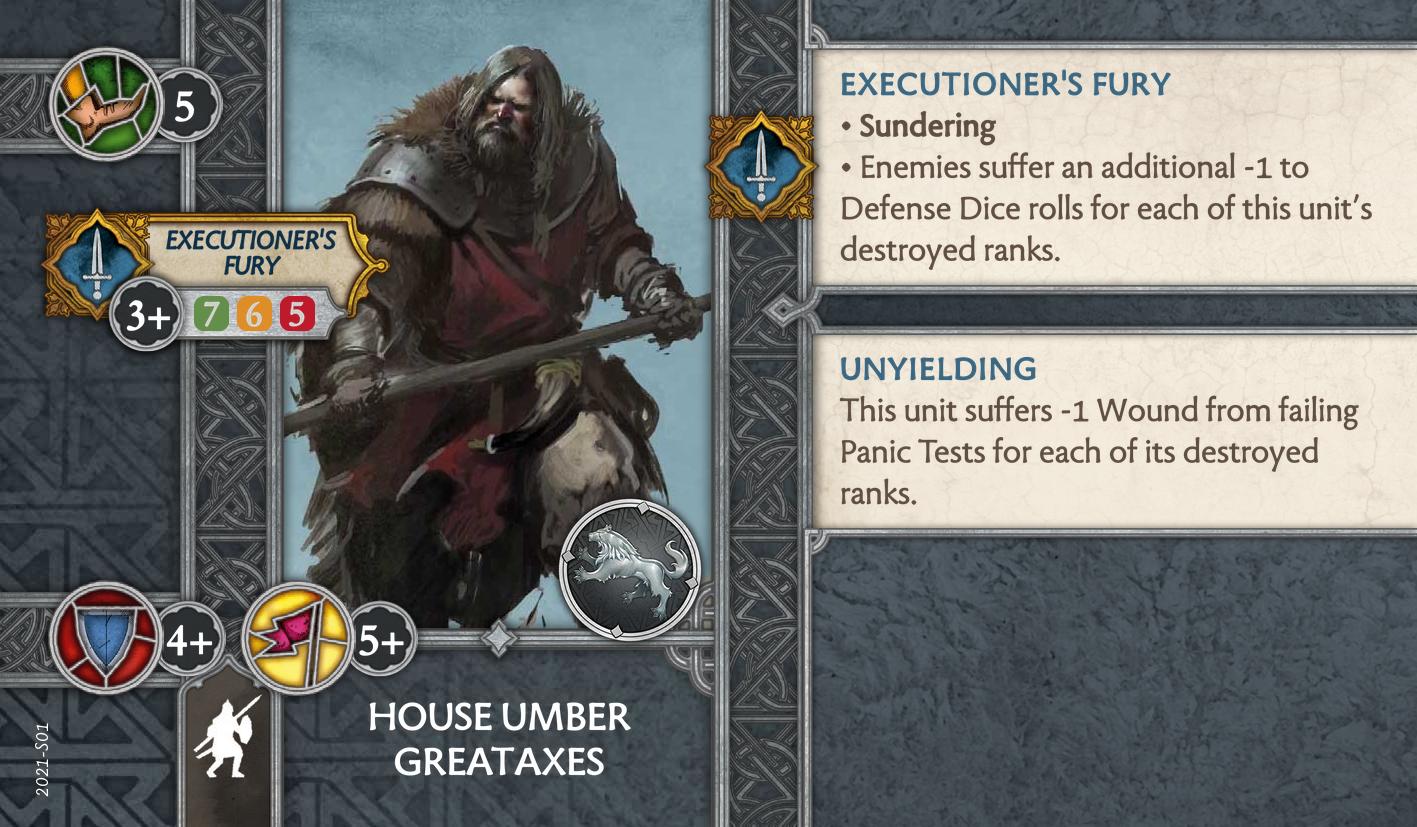 5
EXECUTIONER'S
FURY
3+ 7 6 5
4+ 5+
HOUSE UMBER
GREATAXES
2021-S01
EXECUTIONER'S FURY
• Sundering
• Enemies suffer an additional -1 to
Defense Dice rolls for each of this unit's
destroyed ranks.
UNYIELDING
This unit suffers -1 Wound from failing
Panic Tests for each of its destroyed
ranks.